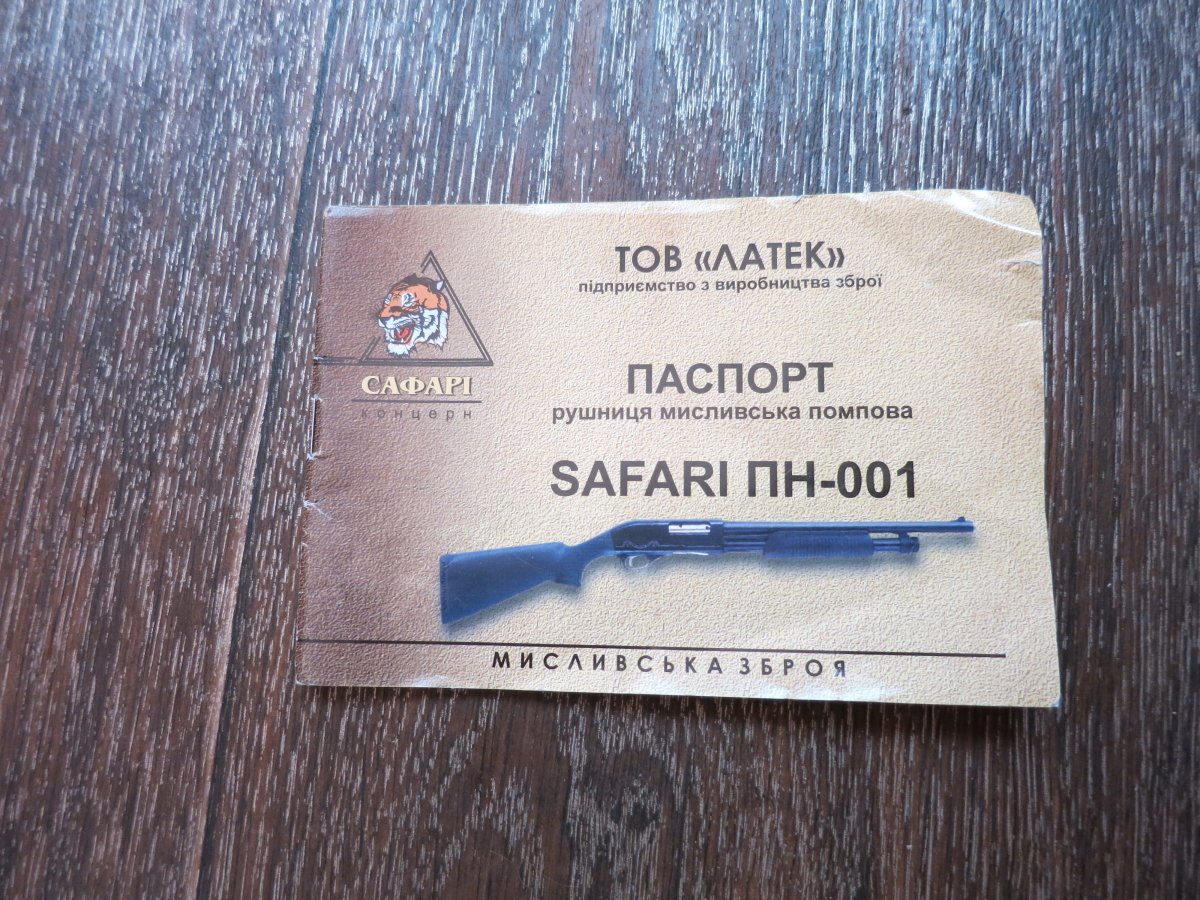 ТОВ «ЛАТЕК»
підприємство з виробництва зброї
САФАРІ
концерн
ПАСПОРТ
рушниця мисливська помпова
SAFARI ПН-001
МИСЛИВСЬКА ЗБРОЯ